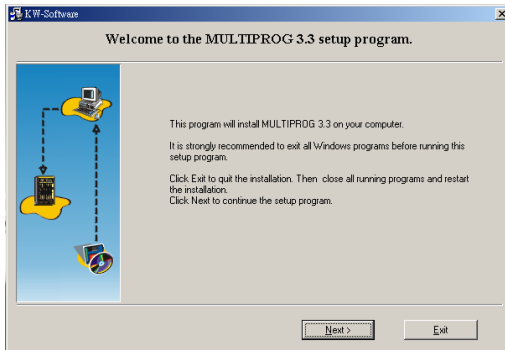 KW-Software
Welcome to the MULTIPROG 3.3 setup program.
This program will install MULTIPROG 3.3 on your computer.
It is strongly recommended to exit all Windows programs before running this
setup program.
Click Exit to quit the installation. Then close all running programs and restart
the installation.
Click Next to continue the setup program.
Next >
Exit